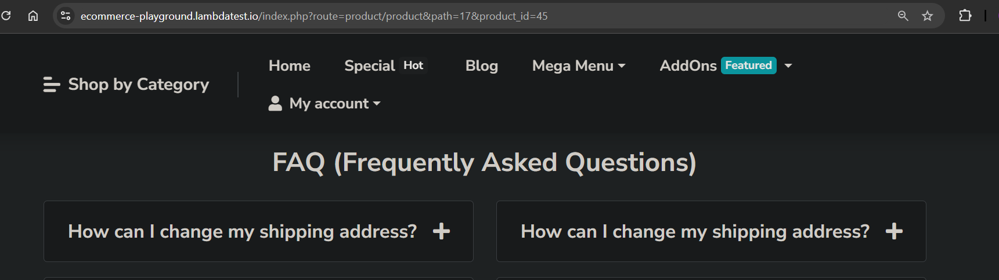 ecommerce-playground.lambdatest.io/index.php?route=product/product&path=17&product_id=45
Shop by Category
Home Special Hot Blog Mega Menu AddOns Featured
My account
FAQ (Frequently Asked Questions)
How can I change my shipping address?
How can I change my shipping address?